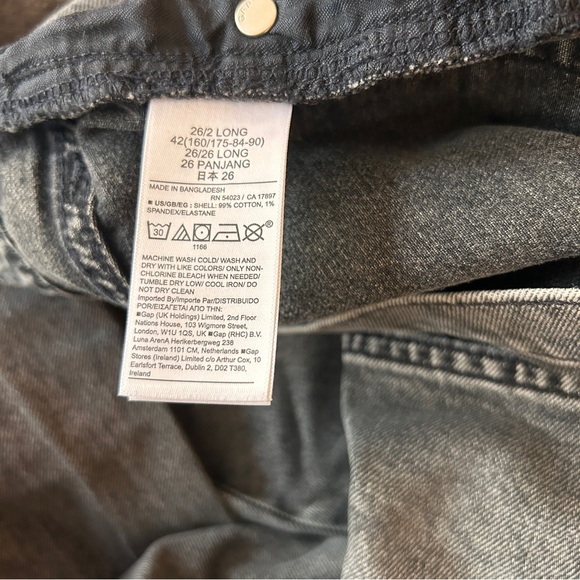 26/2 LONG
42(160/175-84-90)
26/26 LONG
26 PANJANG
日本 26
MADE IN BANGLADESH
RN 54023 / CA 17897
■ US/GB/EG : SHELL: 99% COTTON, 1%
SPANDEX/ELASTANE
30
1166
MACHINE WASH COLD/ WASH AND
DRY WITH LIKE COLORS/ ONLY NON-
CHLORINE BLEACH WHEN NEEDED/
TUMBLE DRY LOW/ COOL IRON/ DO
NOT DRY CLEAN
Imported By/Importe Par/DISTRIBUIDO
POR/ΕΙΣΑΓΕΤΑΙ ΑΠΟ ΤΗΝ:
■Gap (UK Holdings) Limited, 2nd Floor
Nations House, 103 Wigmore Street,
London, W1U 1QS, UK ■Gap (RHC) B.V.
Luna ArenA Herikerbergweg 238
Amsterdam 1101 CM, Netherlands ■Gap
Stores (Ireland) Limited c/o Arthur Cox, 10
Earlsfort Terrace, Dublin 2, D02 T380,
Ireland